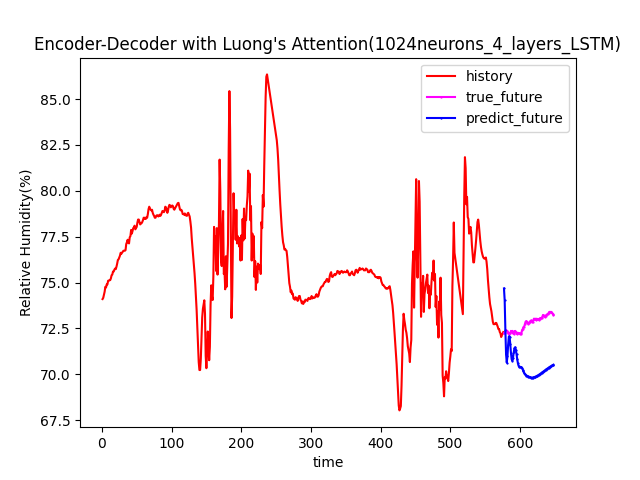 Encoder-Decoder with Luong's Attention(1024neurons_4_layers_LSTM)
history
true_future
predict_future
85.0
82.5
80.0
77.5
75.0
72.5
70.0
67.5
Relative Humidity(%)
0 100 200 300 400 500 600
time